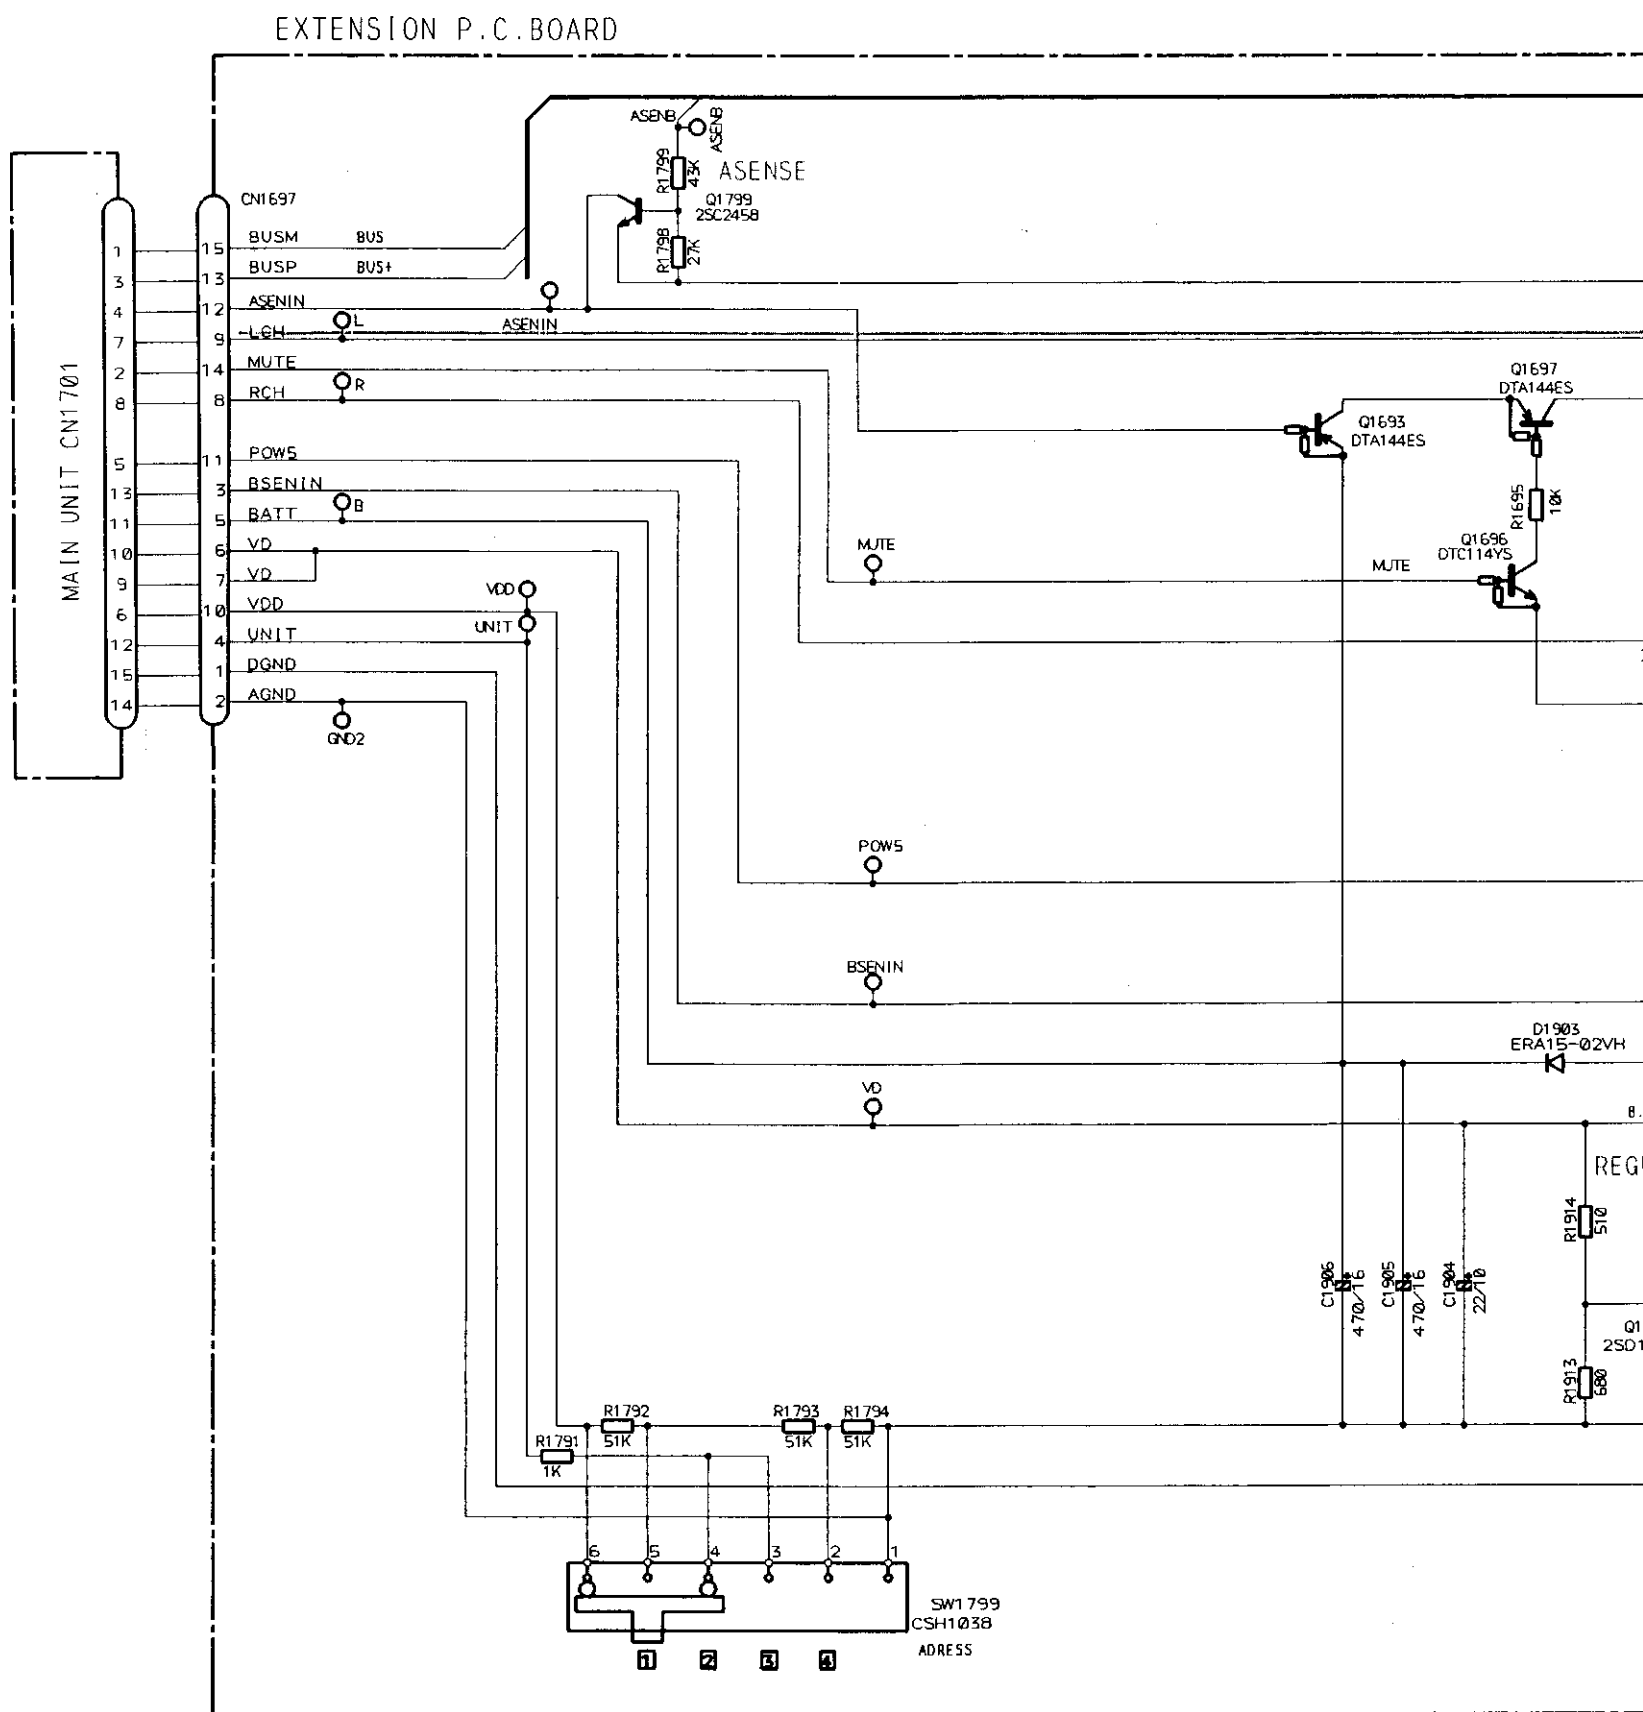 EXTENSION P.C.BOARD
ASENB
ASENB
R1799
43K
ASENSE
Q1799
2SC2458
R1798
27K
CN1697
MAIN UNIT CN1701
1 15 BUSM BUS
3 13 BUSP BUS+
4 12 ASENIN
ASENIN
7 9 LCH L
2 14 MUTE
8 8 RCH R
5 11 POW5
13 3 BSENIN
11 5 BATT B
10 6 VD
9 7 VD
6 10 VDD
12 4 UNIT
15 1 DGND
14 2 AGND
GND2
VDD
UNIT
Q1697
DTA144ES
Q1693
DTA144ES
R1695
10K
Q1696
DTC114YS
MUTE
MUTE
POW5
BSENIN
D1903
ERA15-02VH
VD
8.
REG
R1914
510
C1906
470/16
C1905
470/16
C1904
22/10
Q1
2SD1
R1913
680
R1792
51K
R1793
51K
R1794
51K
R1791
1K
6 5 4 3 2 1
SW1799
CSH1038
ADRESS
1 2 3 4